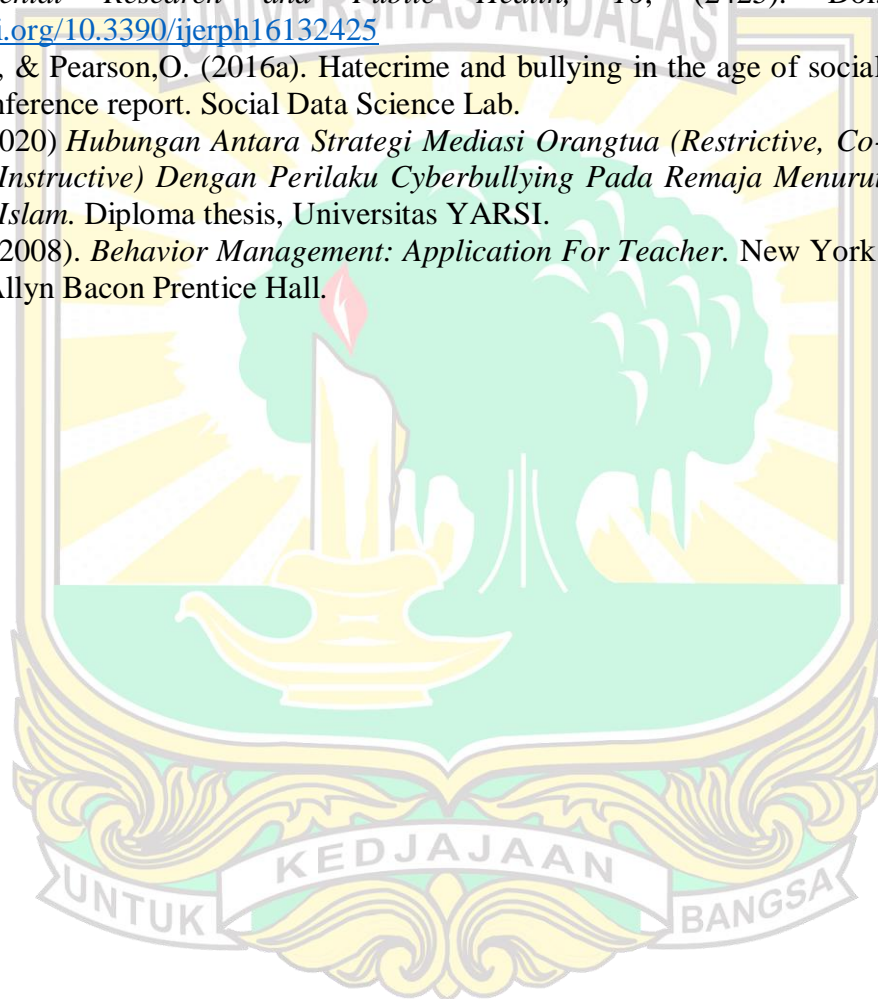 Research and Public Health, 16, (2425). Doi:
UNIVERSITAS ANDALAS
i.org/10.3390/ijerph16132425
, & Pearson,O. (2016a). Hatecrime and bullying in the age of social
nference report. Social Data Science Lab.
020) Hubungan Antara Strategi Mediasi Orangtua (Restrictive, Co-
Instructive) Dengan Perilaku Cyberbullying Pada Remaja Menurut
Islam. Diploma thesis, Universitas YARSI.
2008). Behavior Management: Application For Teacher. New York
Allyn Bacon Prentice Hall.
KEDJAJAAN
UNTUK
BANGSA